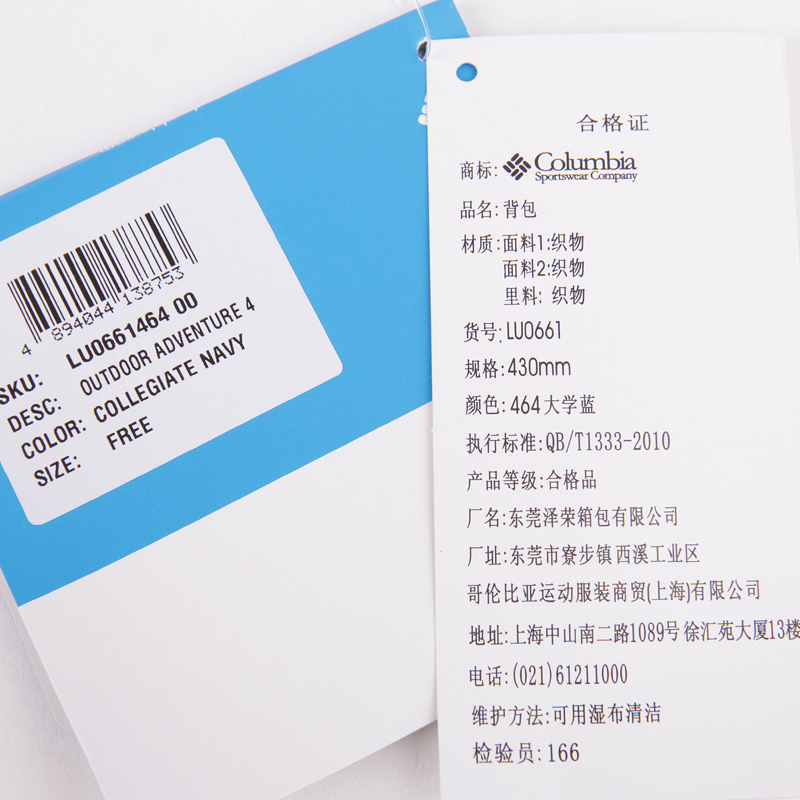 4 894044 138753
SKU: LU0661464 00
DESC: OUTDOOR ADVENTURE 4
COLOR: COLLEGIATE NAVY
SIZE: FREE
合格证
商标: Columbia
Sportswear Company
品名: 背包
材质: 面料1:织物
面料2:织物
里料: 织物
货号: LU0661
规格: 430mm
颜色: 464大学蓝
执行标准: QB/T1333-2010
产品等级: 合格品
厂名: 东莞泽荣箱包有限公司
厂址: 东莞市寮步镇西溪工业区
哥伦比亚运动服装商贸(上海)有限公司
地址: 上海中山南二路1089号徐汇苑大厦13楼
电话: (021)61211000
维护方法: 可用湿布清洁
检验员: 166